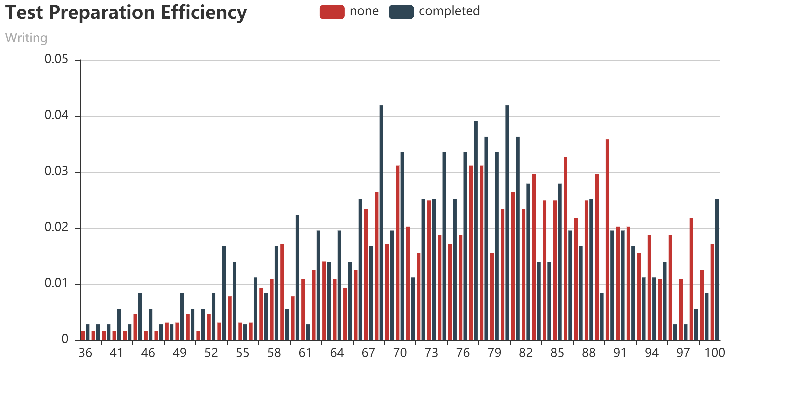 Test Preparation Efficiency
none
completed
Writing
0.05
0.04
0.03
0.02
0.01
0
36 41 46 49 52 55 58 61 64 67 70 73 76 79 82 85 88 91 94 97 100